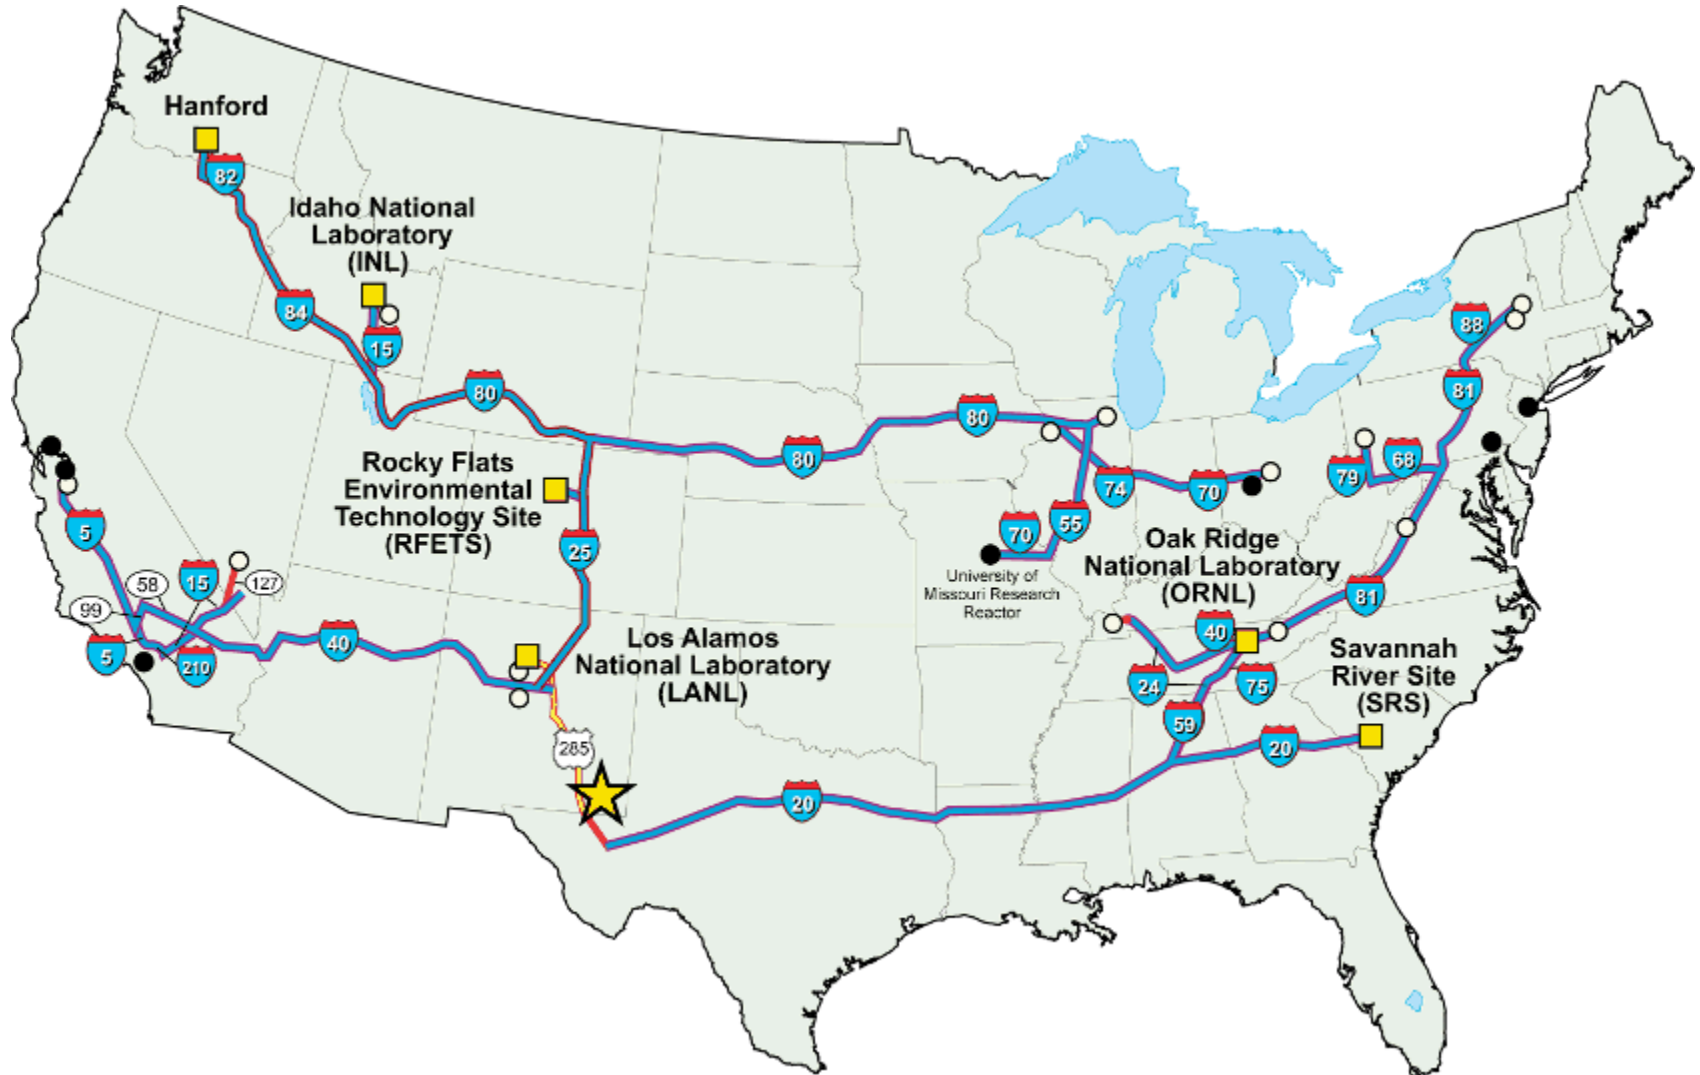 Hanford
82
Idaho National
Laboratory
(INL)
84
15
80
80
80
88
81
Rocky Flats
Environmental
Technology Site
(RFETS)
25
5
58
15
127
99
5
210
40
74
70
70
55
University of
Missouri Research
Reactor
79
68
Oak Ridge
National Laboratory
(ORNL)
81
40
24
75
59
Los Alamos
National Laboratory
(LANL)
Savannah
River Site
(SRS)
285
20
20